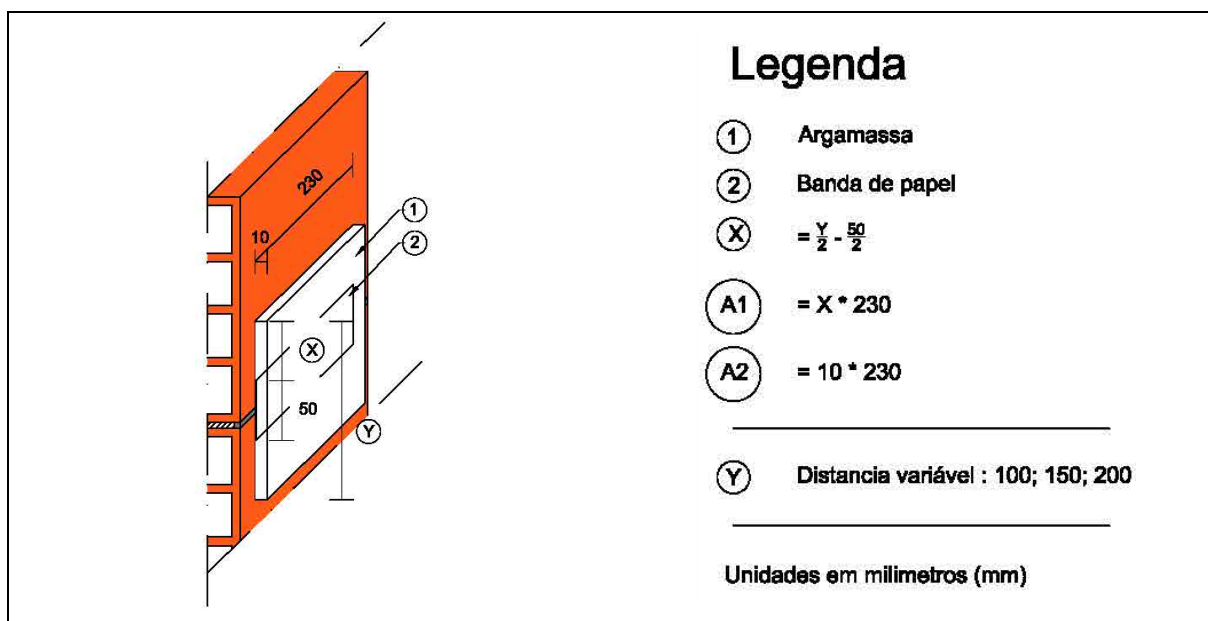 230
10
1
2
X
50
Y
Legenda
1 Argamassa
2 Banda de papel
X = Y/2 - 50/2
A1 = X * 230
A2 = 10 * 230
Y Distancia variável : 100; 150; 200
Unidades em milimetros (mm)